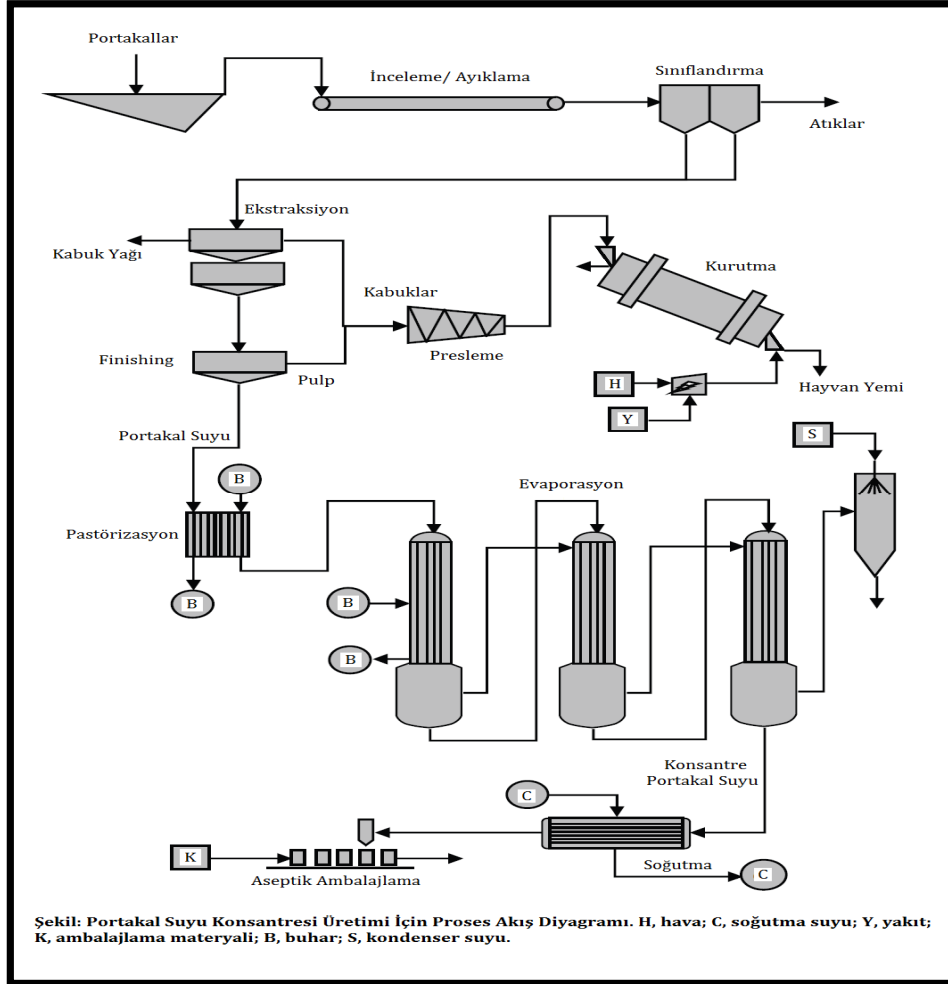 Portakallar
İnceleme/ Ayıklama
Sınıflandırma
Atıklar
Ekstraksiyon
Kabuk Yağı
Kabuklar
Kurutma
Presleme
Finishing
Pulp
H
Hayvan Yemi
Y
Portakal Suyu
S
B
Evaporasyon
Pastörizasyon
B
B
B
Konsantre
Portakal Suyu
C
K
Aseptik Ambalajlama
Soğutma
C
Şekil: Portakal Suyu Konsantresi Üretimi İçin Proses Akış Diyagramı. H, hava; C, soğutma suyu; Y, yakıt;
K, ambalajlama materyali; B, buhar; S, kondenser suyu.